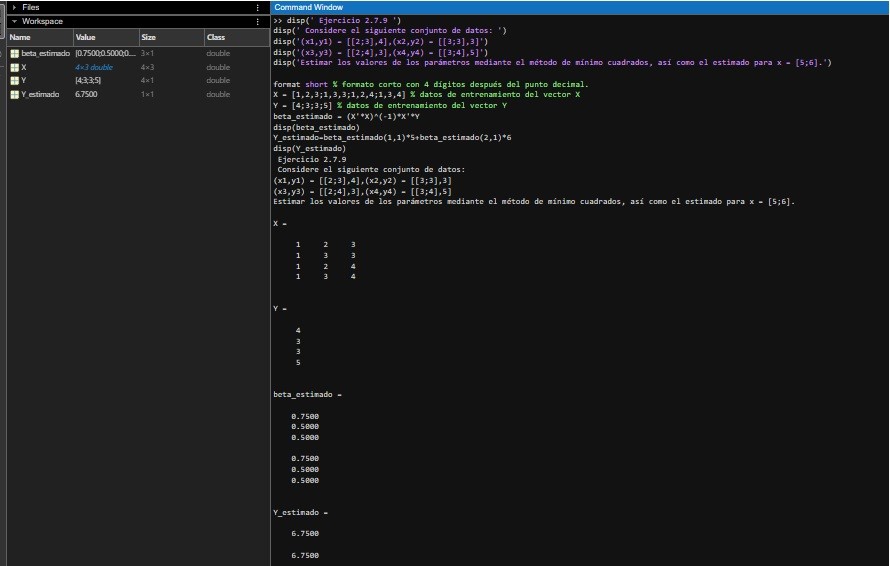 Files
Workspace
Name Value Size Class
beta_estimado [0.7500;0.5000;0... 3×1 double
X 4×3 double 4×3 double
Y [4;3;3;5] 4×1 double
Y_estimado 6.7500 1×1 double
Command Window
>> disp(' Ejercicio 2.7.9 ')
disp(' Considere el siguiente conjunto de datos: ')
disp('(x1,y1) = [[2;3],4],(x2,y2) = [[3;3],3]')
disp('(x3,y3) = [[2;4],3],(x4,y4) = [[3;4],5]')
disp('Estimar los valores de los parámetros mediante el método de mínimo cuadrados, así como el estimado para x = [5;6].')
format short % formato corto con 4 dígitos después del punto decimal.
X = [1,2,3;1,3,3;1,2,4;1,3,4] % datos de entrenamiento del vector X
Y = [4;3;3;5] % datos de entrenamiento del vector Y
beta_estimado = (X'*X)^(-1)*X'*Y
disp(beta_estimado)
Y_estimado=beta_estimado(1,1)*5+beta_estimado(2,1)*6
disp(Y_estimado)
Ejercicio 2.7.9
Considere el siguiente conjunto de datos:
(x1,y1) = [[2;3],4],(x2,y2) = [[3;3],3]
(x3,y3) = [[2;4],3],(x4,y4) = [[3;4],5]
Estimar los valores de los parámetros mediante el método de mínimo cuadrados, así como el estimado para x = [5;6].
X =
1 2 3
1 3 3
1 2 4
1 3 4
Y =
4
3
3
5
beta_estimado =
0.7500
0.5000
0.5000
0.7500
0.5000
0.5000
Y_estimado =
6.7500
6.7500